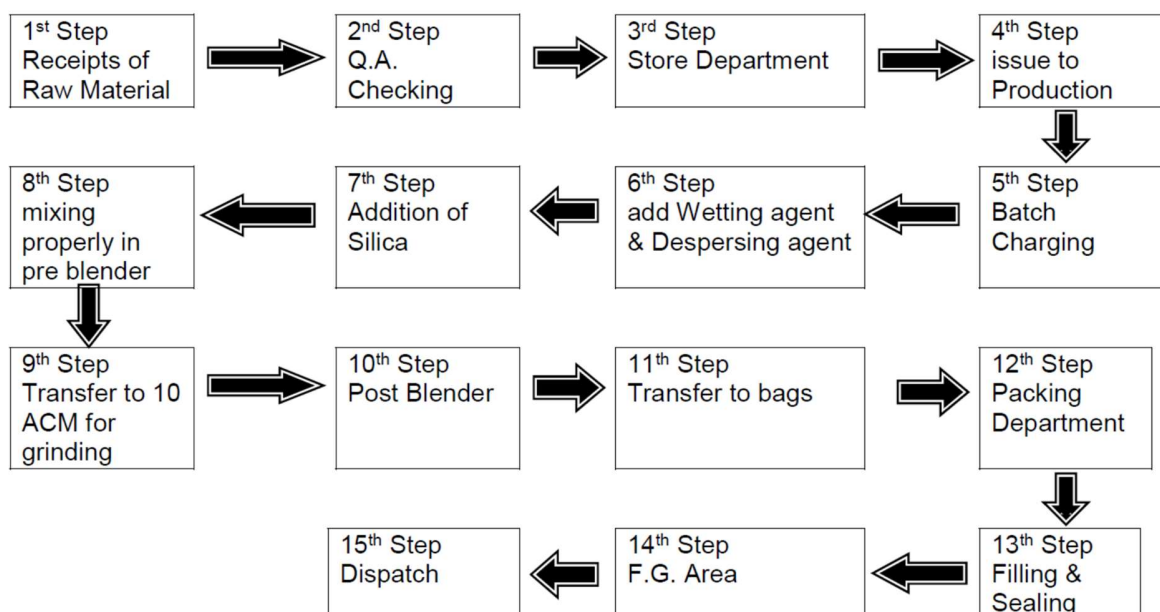 1st Step
Receipts of
Raw Material
2nd Step
Q.A.
Checking
3rd Step
Store Department
4th Step
issue to
Production
5th Step
Batch
Charging
6th Step
add Wetting agent
& Despersing agent
7th Step
Addition of
Silica
8th Step
mixing
properly in
pre blender
9th Step
Transfer to 10
ACM for
grinding
10th Step
Post Blender
11th Step
Transfer to bags
12th Step
Packing
Department
13th Step
Filling &
Sealing
14th Step
F.G. Area
15th Step
Dispatch